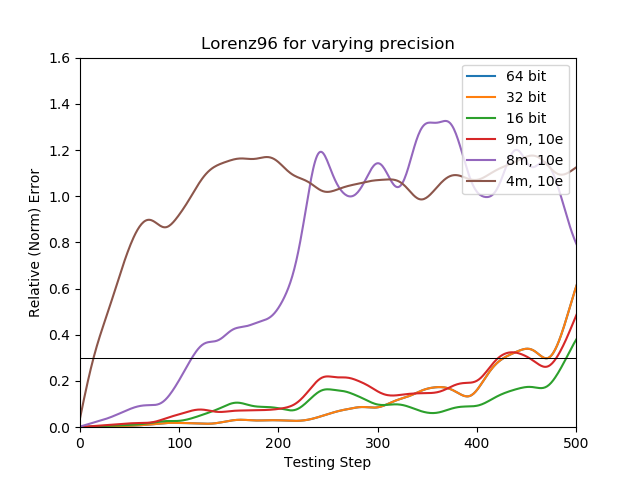 Lorenz96 for varying precision
Relative (Norm) Error
1.6
1.4
1.2
1.0
0.8
0.6
0.4
0.2
0.0
64 bit
32 bit
16 bit
9m, 10e
8m, 10e
4m, 10e
0 100 200 300 400 500
Testing Step